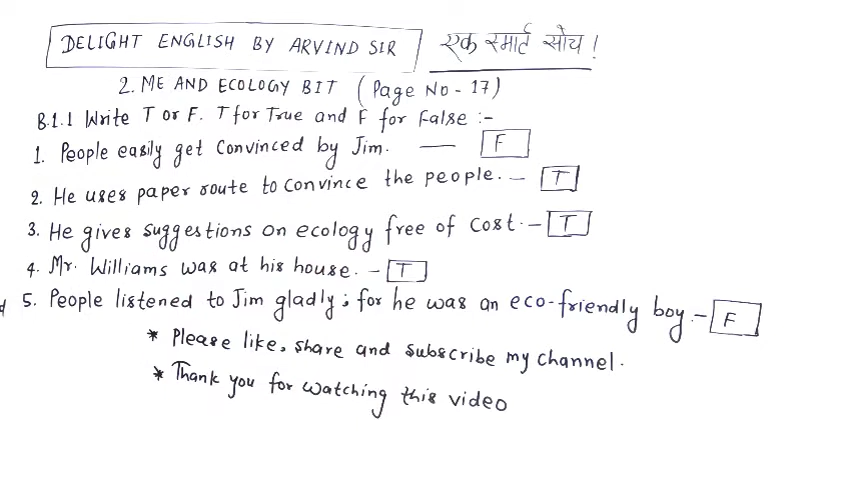 DELIGHT ENGLISH BY ARVIND SIR एक स्मार्ट सोच !
2. ME AND ECOLOGY BIT (Page No - 17)
B.1.1 Write T or F. T for True and F for False :-
1. People easily get convinced by Jim. — F
2. He uses paper route to convince the people. - T
3. He gives suggestions on ecology free of cost. - T
4. Mr. Williams was at his house. - T
5. People listened to Jim gladly; for he was an eco-friendly boy. - F
* Please like, share and subscribe my channel.
* Thank you for watching this video